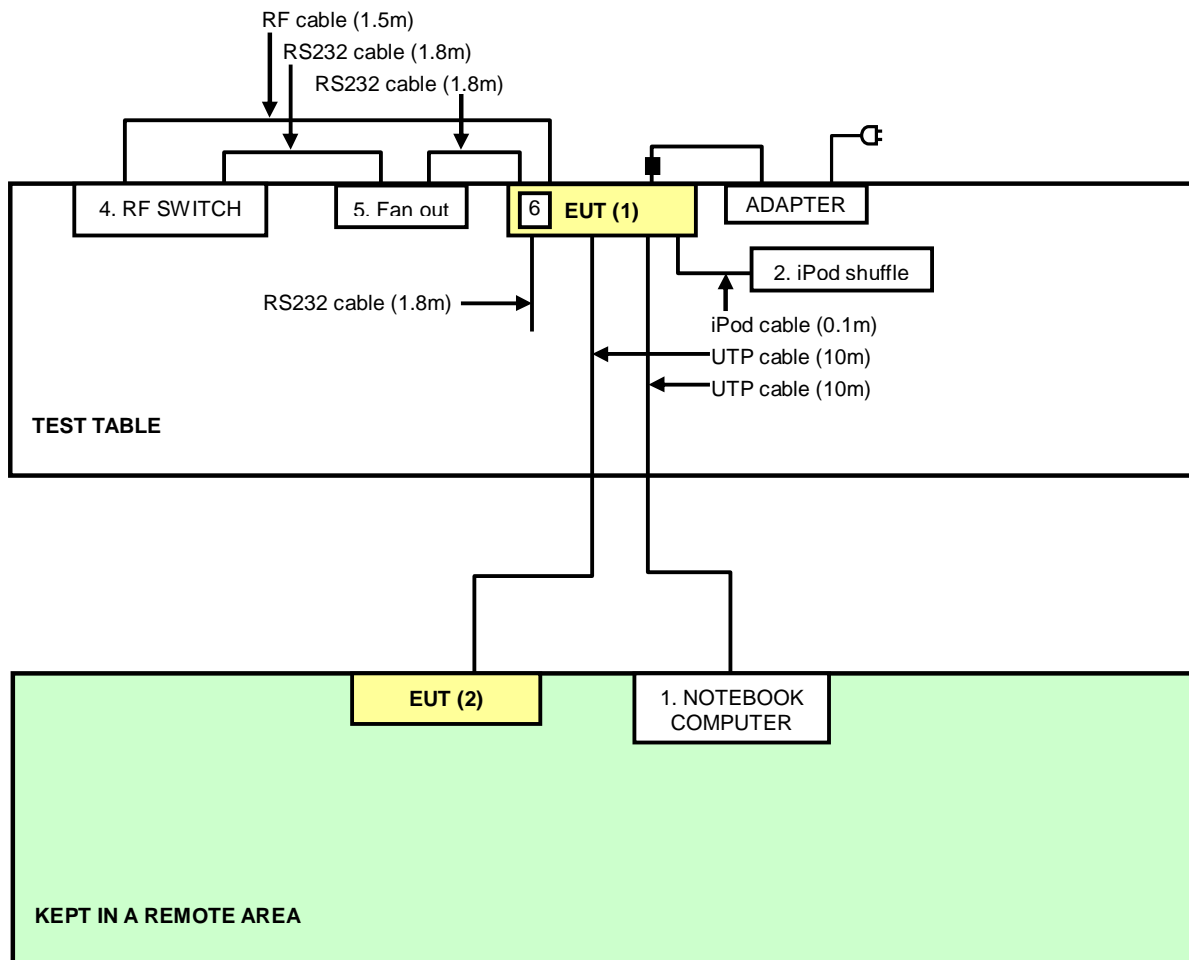 RF cable (1.5m)
RS232 cable (1.8m)
RS232 cable (1.8m)
4. RF SWITCH
5. Fan out
6
EUT (1)
ADAPTER
2. iPod shuffle
RS232 cable (1.8m)
iPod cable (0.1m)
UTP cable (10m)
UTP cable (10m)
TEST TABLE
EUT (2)
1. NOTEBOOK
COMPUTER
KEPT IN A REMOTE AREA